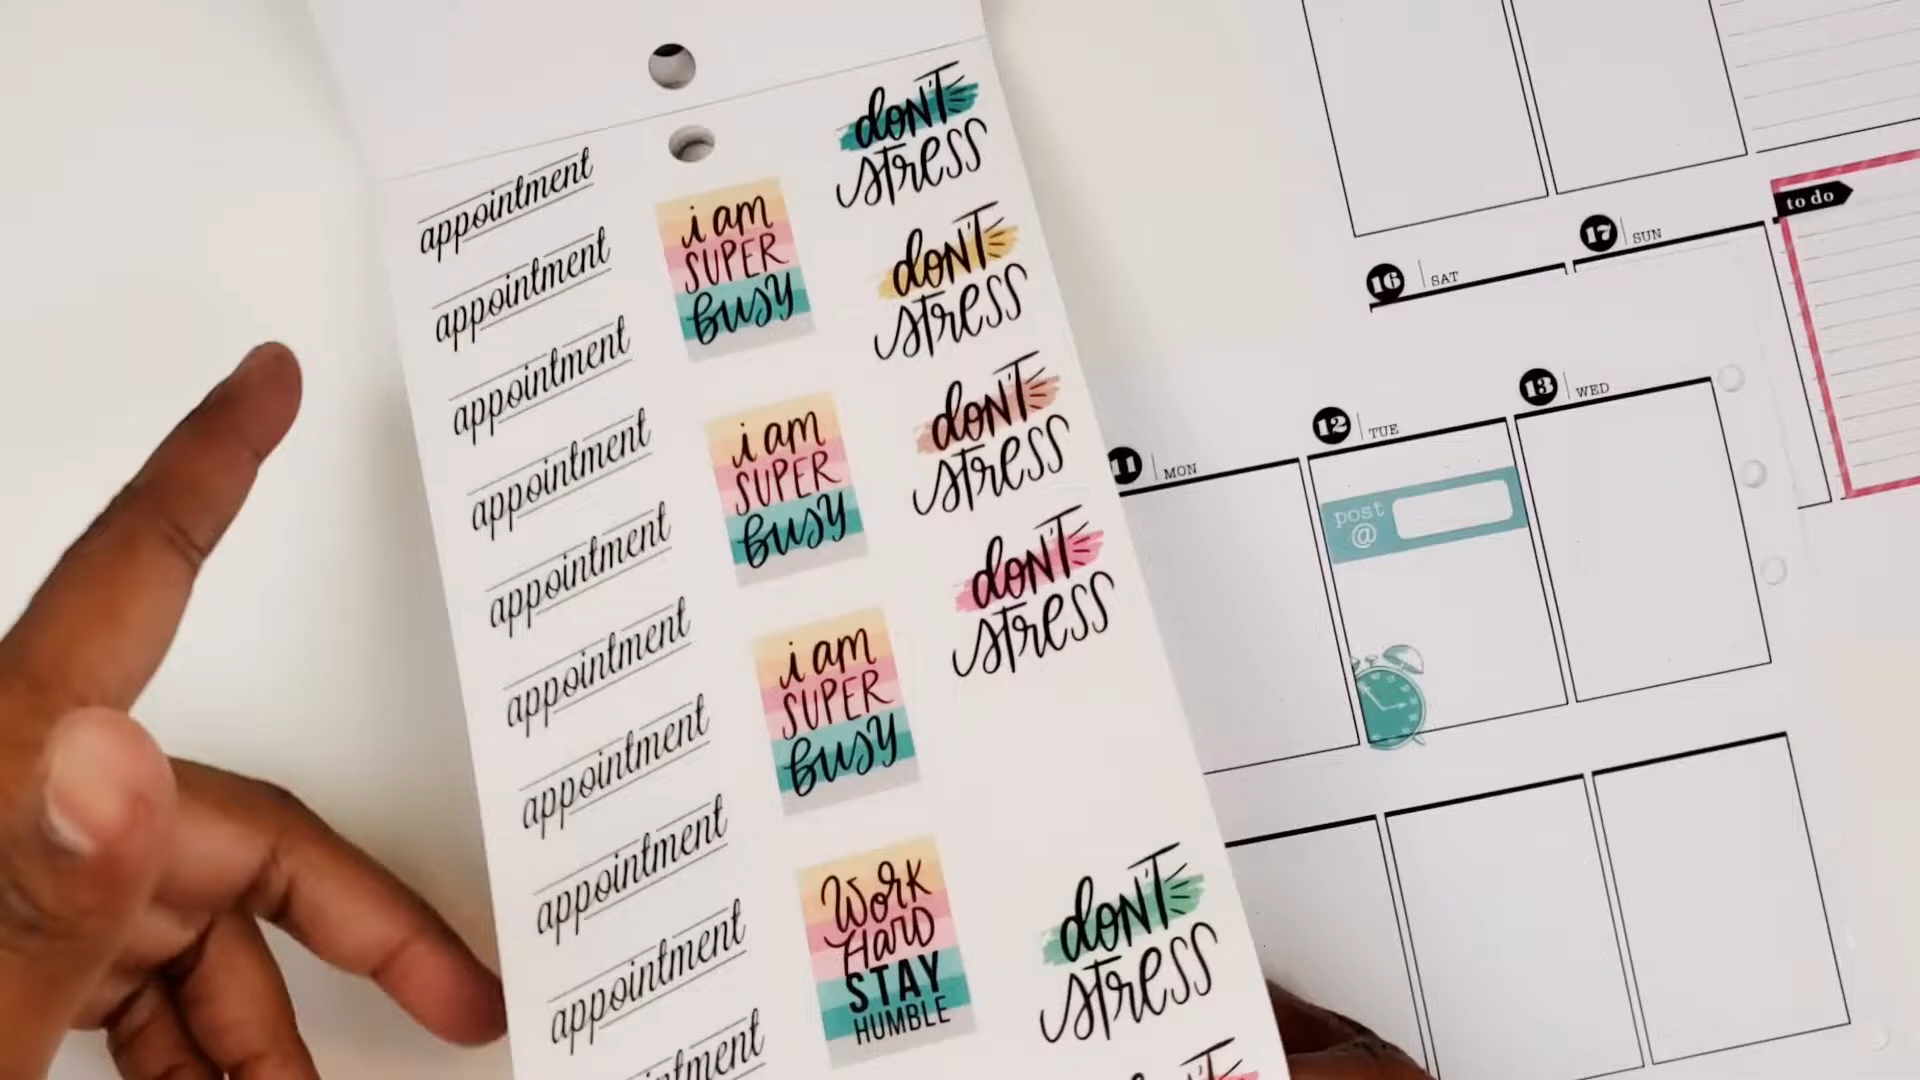 appointment
appointment
appointment
appointment
appointment
appointment
appointment
appointment
appointment
appointment
i am
SUPER
busy
i am
SUPER
busy
i am
SUPER
busy
Work
Hard
STAY
HUMBLE
don't
stress
don't
stress
don't
stress
don't
stress
don't
stress
to do
16 SAT
17 SUN
11 MON
12 TUE
13 WED
post
@